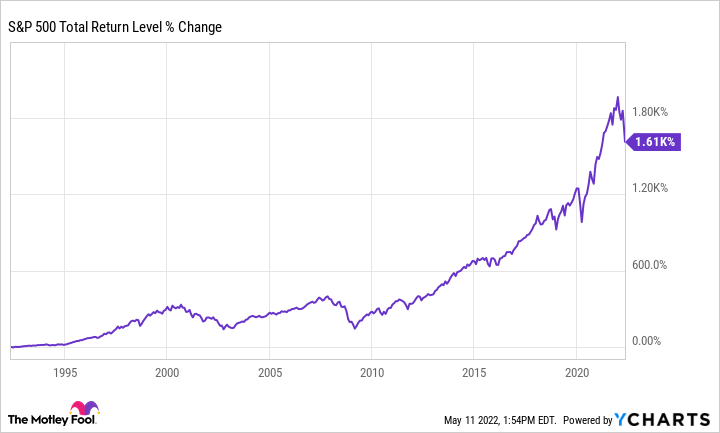 S&P 500 Total Return Level % Change
1.80K%
1.61K%
1.20K%
600.0%
0.00%
1995 2000 2005 2010 2015 2020
The Motley Fool.
May 11 2022, 1:54PM EDT. Powered by YCHARTS